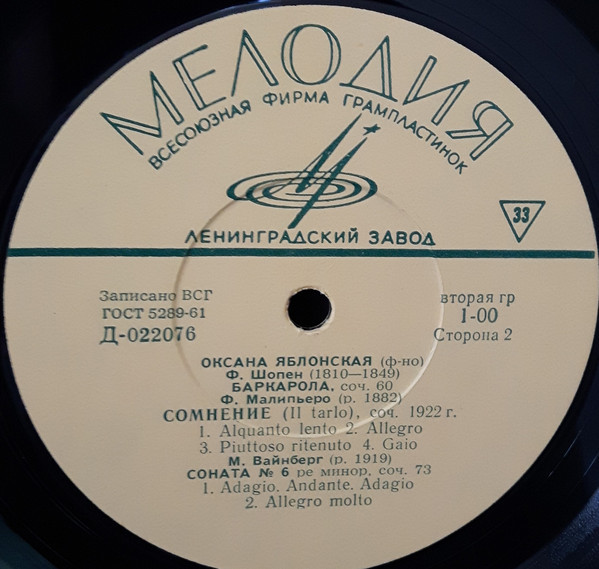 МЕЛОДИЯ
ВСЕСОЮЗНАЯ ФИРМА ГРАМПЛАСТИНОК
33
ЛЕНИНГРАДСКИЙ ЗАВОД
Записано ВСГ
ГОСТ 5289-61
Д-022076
вторая гр
1-00
Сторона 2
ОКСАНА ЯБЛОНСКАЯ (ф-но)
Ф. Шопен (1810—1849)
БАРКАРОЛА, соч. 60
Ф. Малипьеро (р. 1882)
СОМНЕНИЕ (Il tarlo), соч. 1922 г.
1. Alquanto lento 2. Allegro
3. Piuttoso ritenuto 4. Gaio
М. Вайнберг (р. 1919)
СОНАТА № 6 ре минор, соч. 73
1. Adagio. Andante. Adagio
2. Allegro molto